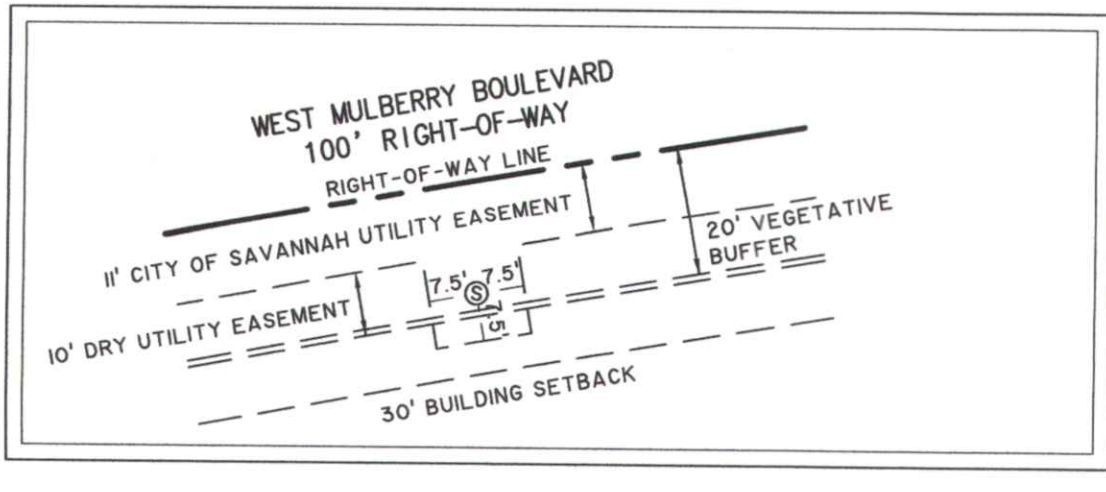 WEST MULBERRY BOULEVARD
100' RIGHT-OF-WAY
RIGHT-OF-WAY LINE
11' CITY OF SAVANNAH UTILITY EASEMENT
20' VEGETATIVE
BUFFER
7.5' 7.5'
S
7.5'
10' DRY UTILITY EASEMENT
30' BUILDING SETBACK